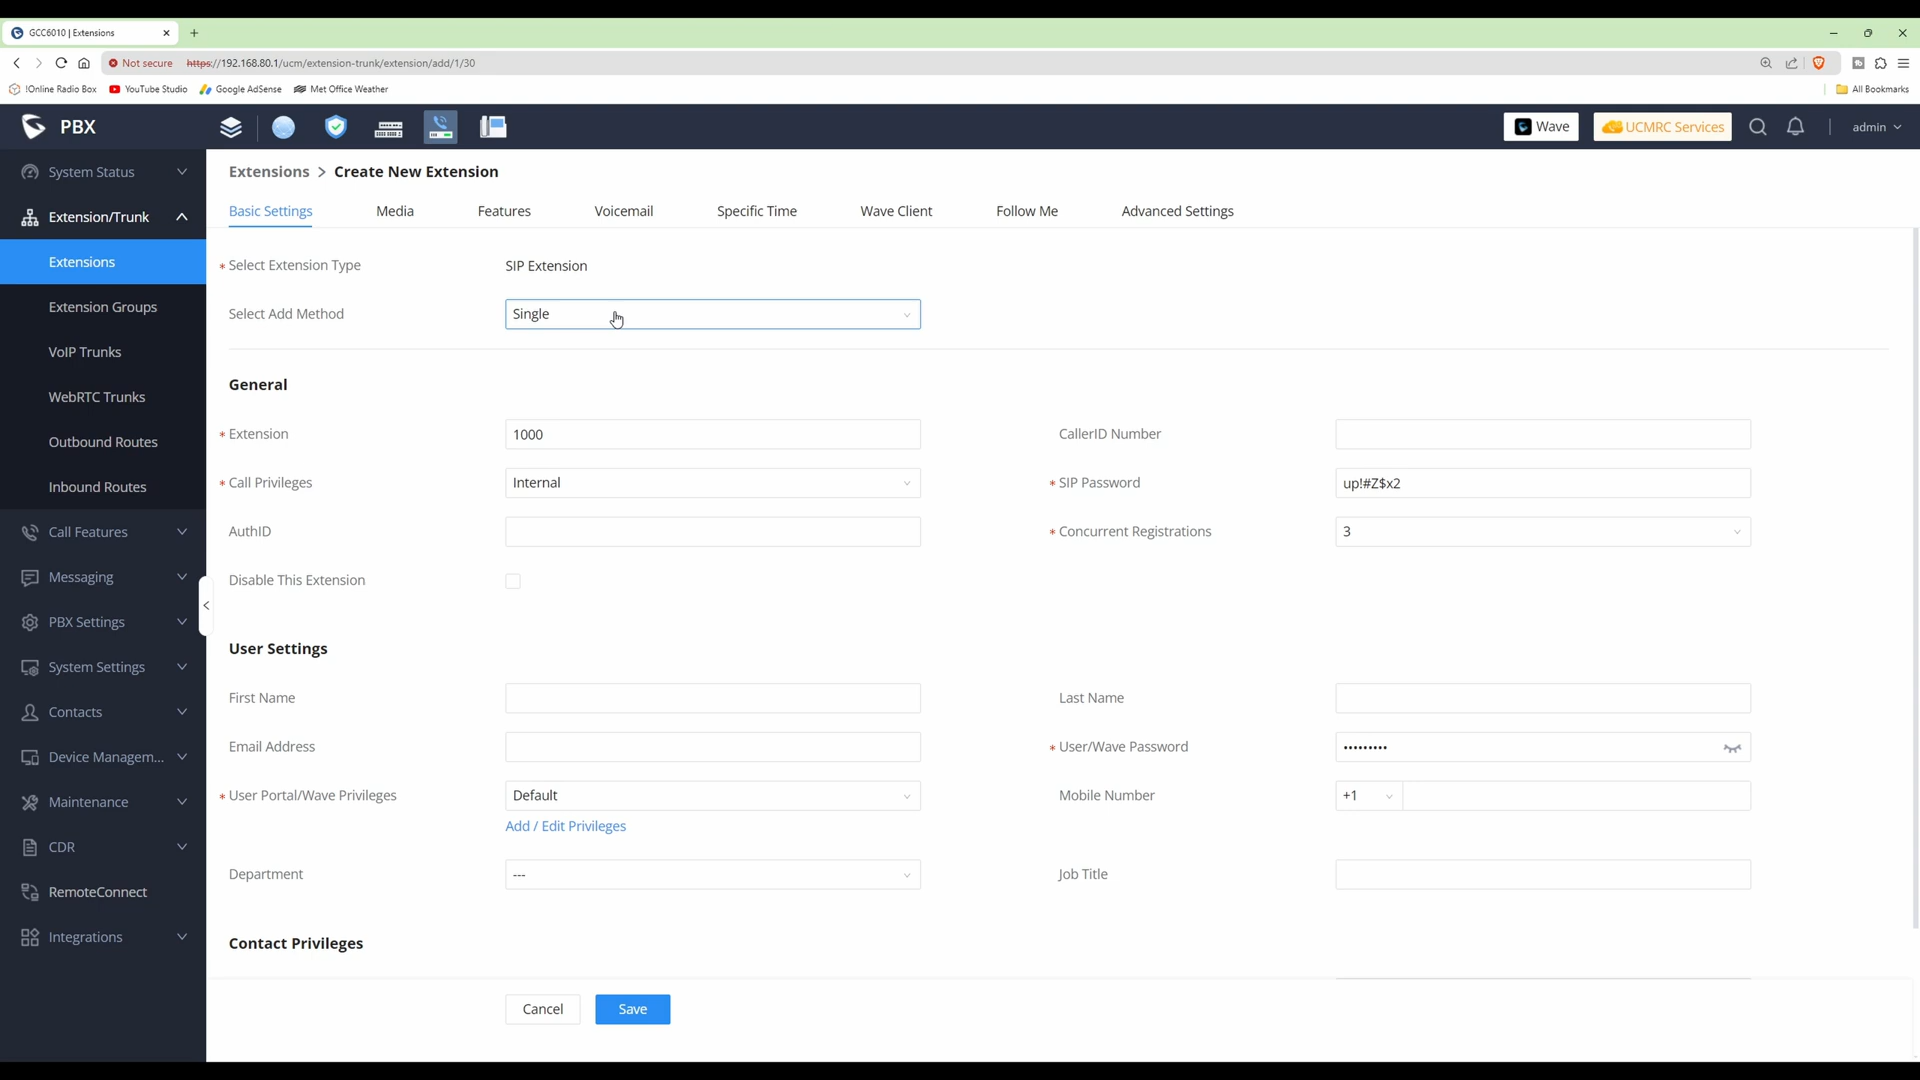 GCC6010 | Extensions
Not secure https://192.168.80.1/ucm/extension-trunk/extension/add/1/30
!Online Radio Box YouTube Studio Google AdSense Met Office Weather All Bookmarks
PBX Wave UCMRC Services admin
System Status
Extension/Trunk
Extensions
Extension Groups
VoIP Trunks
WebRTC Trunks
Outbound Routes
Inbound Routes
Call Features
Messaging
PBX Settings
System Settings
Contacts
Device Managem...
Maintenance
CDR
RemoteConnect
Integrations
Extensions > Create New Extension
Basic Settings Media Features Voicemail Specific Time Wave Client Follow Me Advanced Settings
* Select Extension Type SIP Extension
Select Add Method Single
General
* Extension 1000 CallerID Number
* Call Privileges Internal * SIP Password up!#Z$x2
AuthID * Concurrent Registrations 3
Disable This Extension
User Settings
First Name Last Name
Email Address * User/Wave Password •••••••••
* User Portal/Wave Privileges Default Mobile Number +1
Add / Edit Privileges
Department --- Job Title
Contact Privileges
Cancel Save